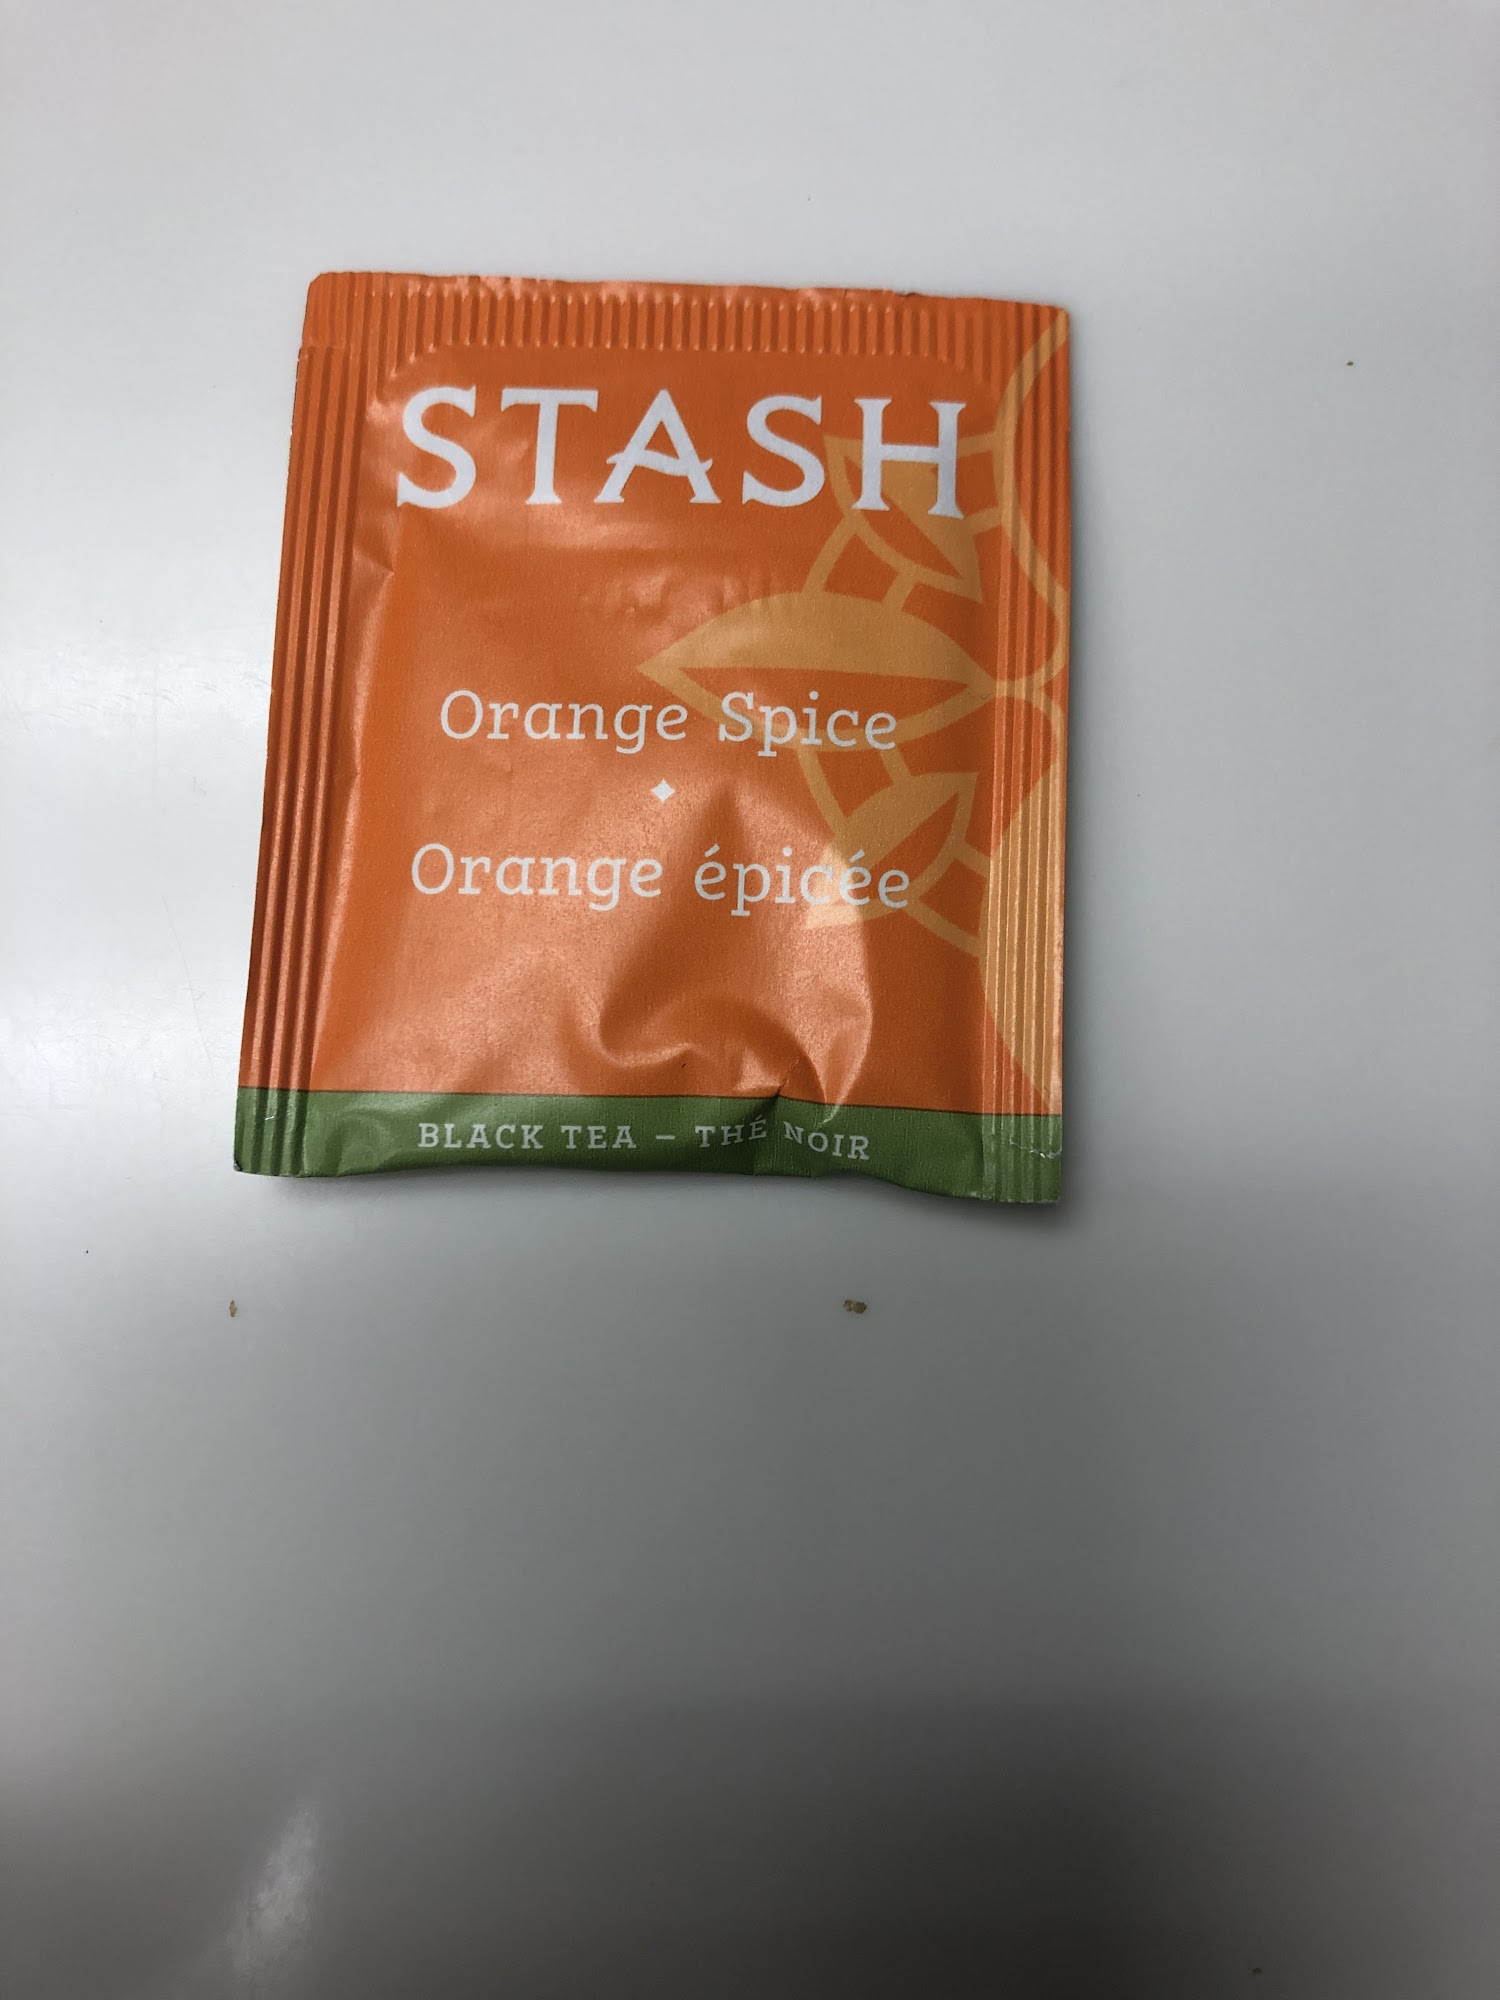 STASH
Orange Spice
Orange épicée
BLACK TEA – THÉ NOIR